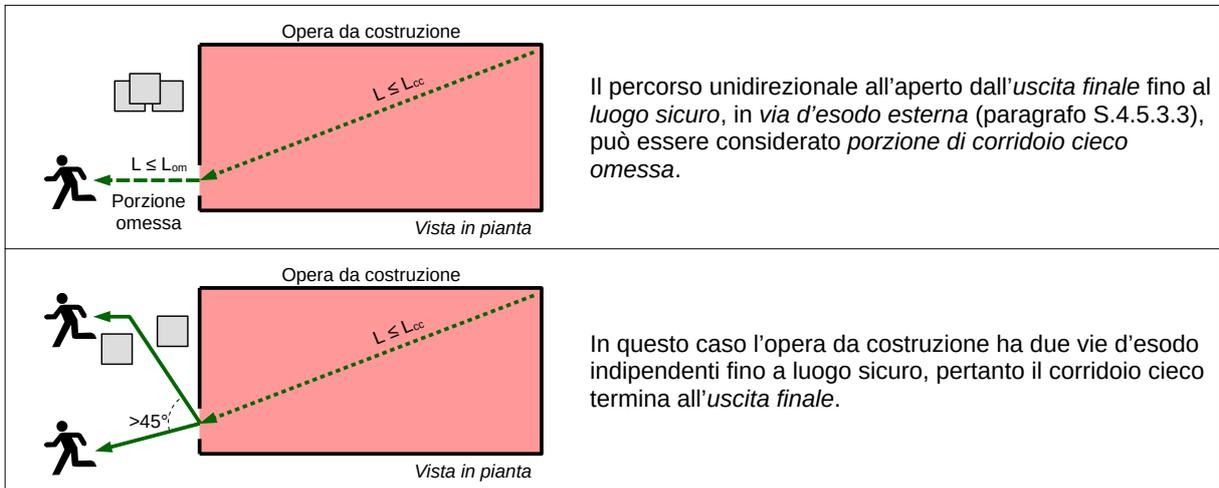 Opera da costruzione
L ≤ Lcc
L ≤ Lom
Porzione
omessa
Vista in pianta
Il percorso unidirezionale all’aperto dall’uscita finale fino al
luogo sicuro, in via d’esodo esterna (paragrafo S.4.5.3.3),
può essere considerato porzione di corridoio cieco
omessa.
Opera da costruzione
L ≤ Lcc
>45°
Vista in pianta
In questo caso l’opera da costruzione ha due vie d’esodo
indipendenti fino a luogo sicuro, pertanto il corridoio cieco
termina all’uscita finale.